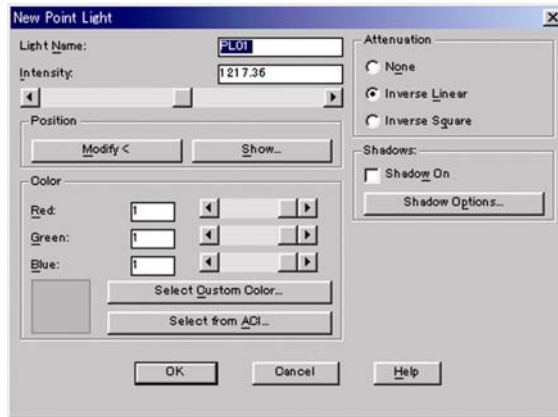 New Point Light
Light Name:
PL01
Intensity:
1217.36
Position
Modify <
Show...
Color
Red:
1
Green:
1
Blue:
1
Select Custom Color...
Select from ACI...
Attenuation
None
Inverse Linear
Inverse Square
Shadows:
Shadow On
Shadow Options...
OK
Cancel
Help